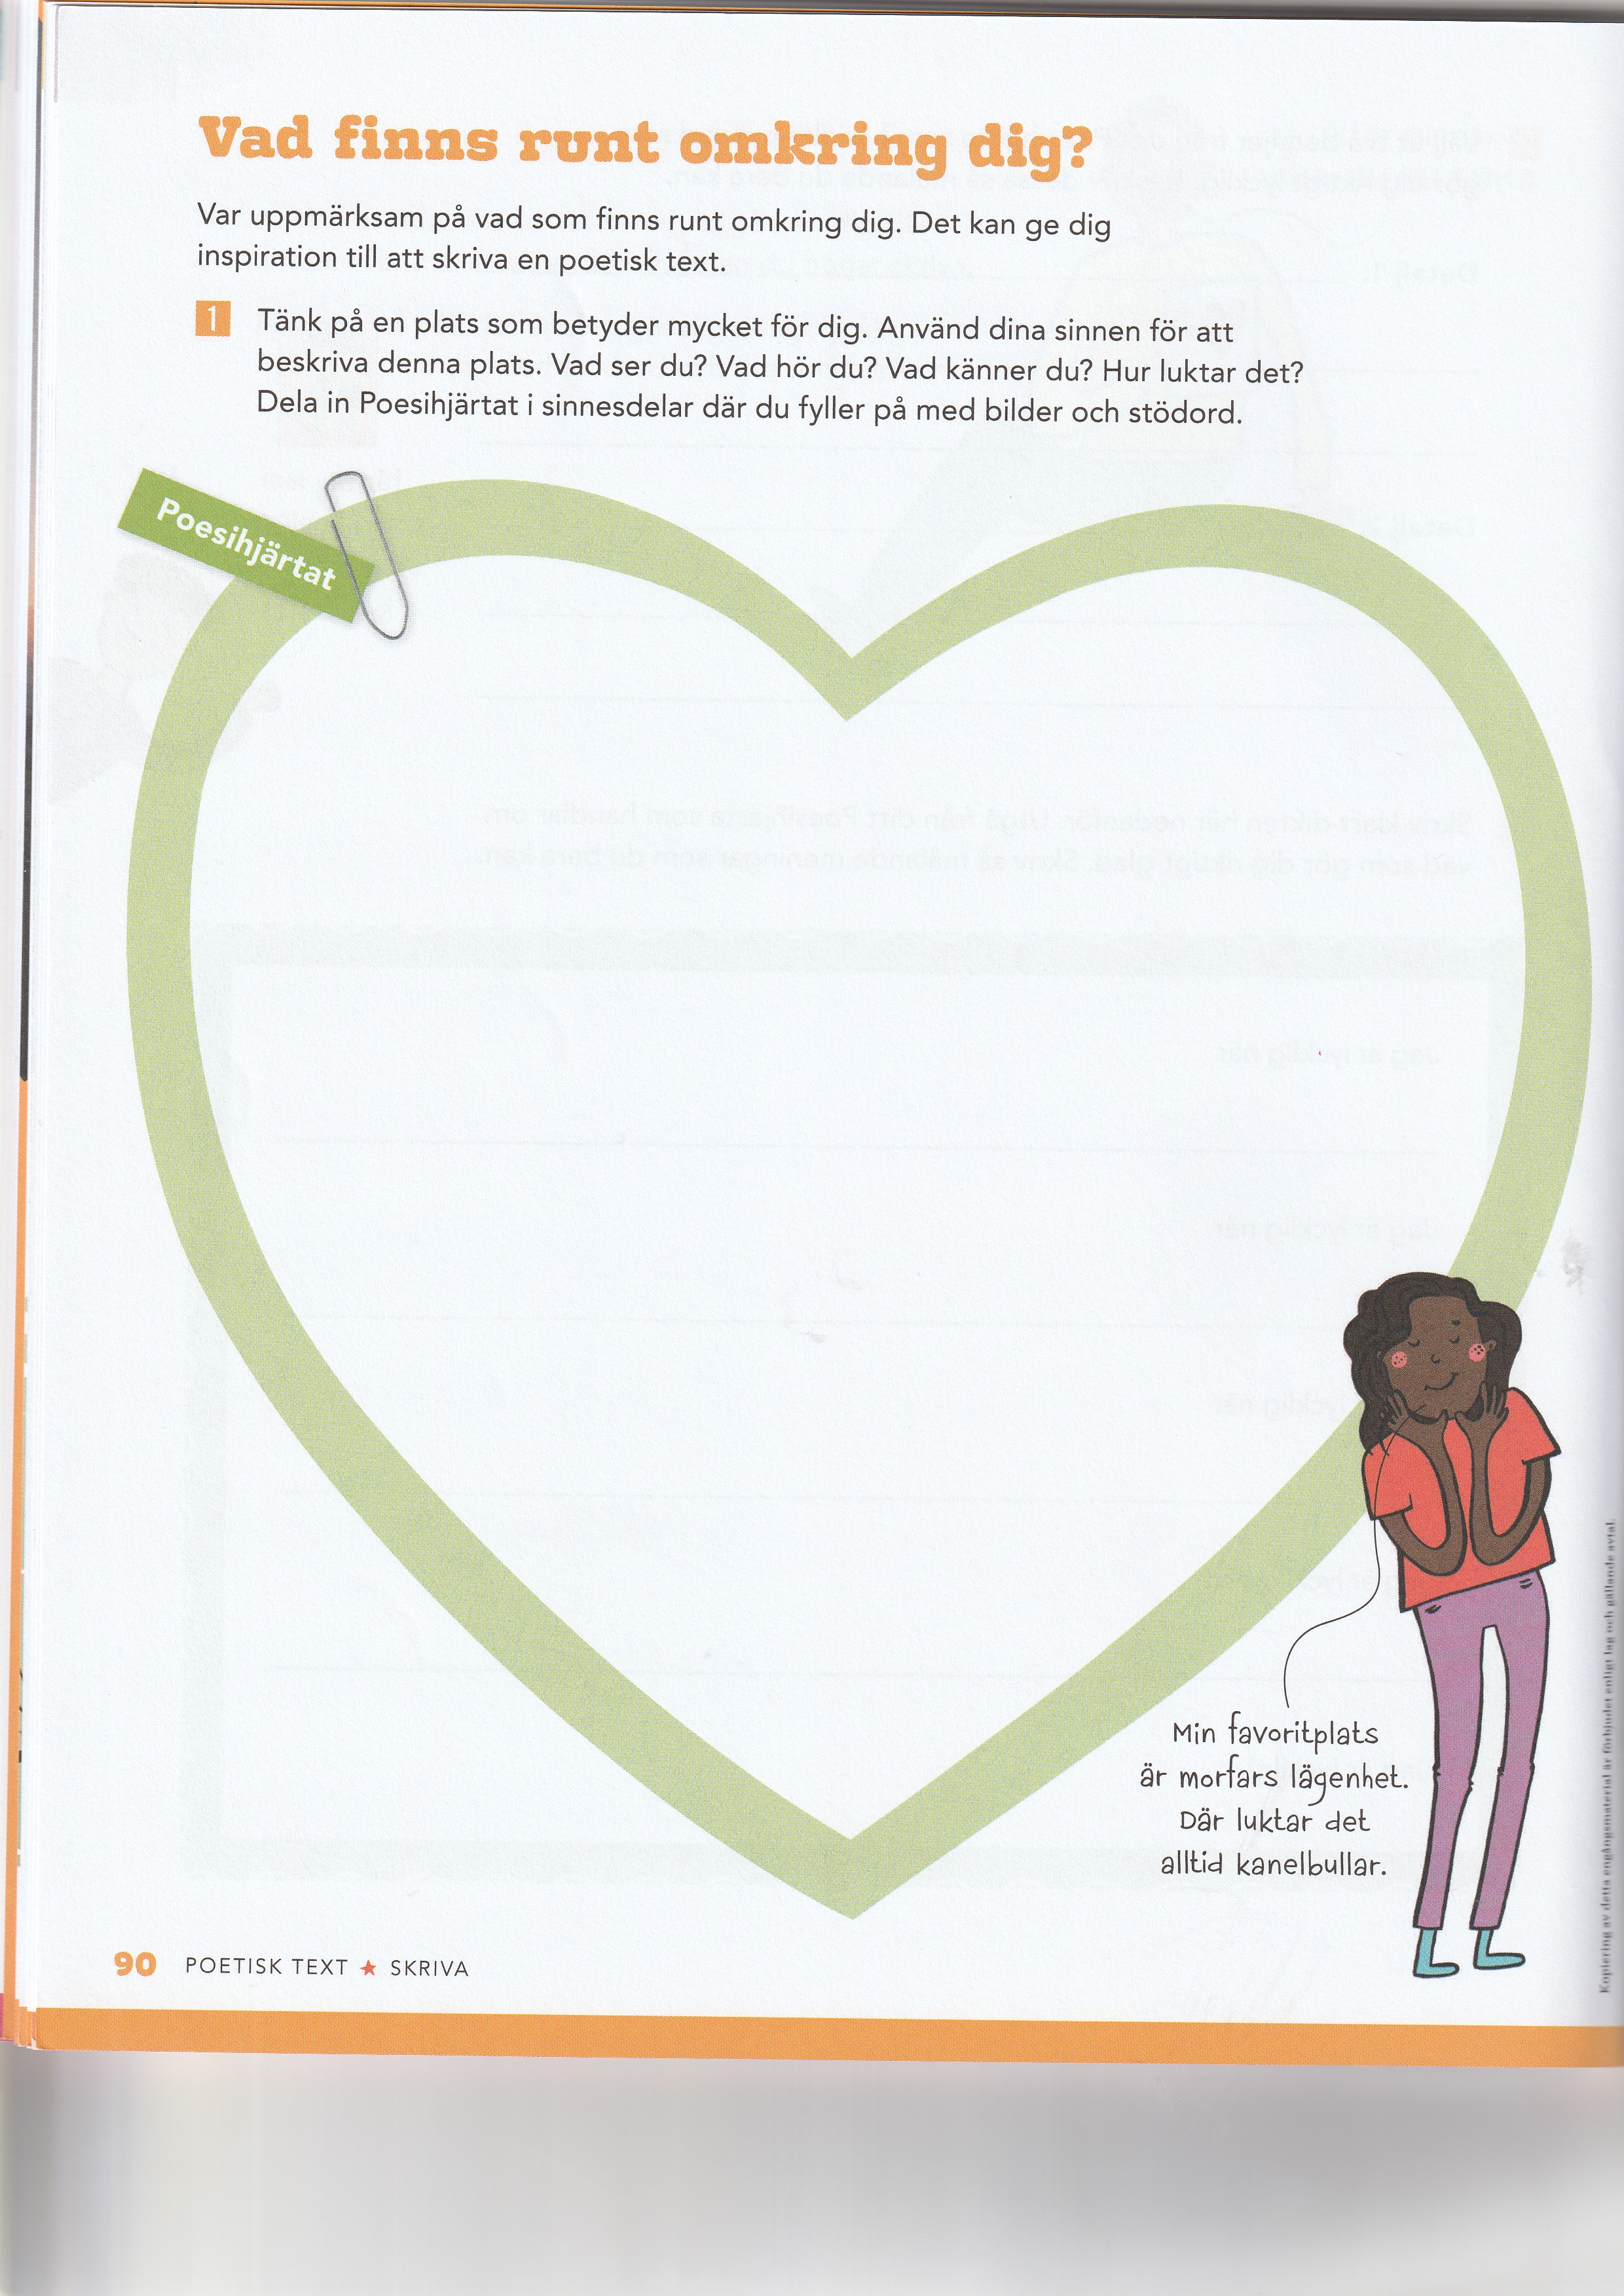 Vad finns runt omkring dig?
Var uppmärksam på vad som finns runt omkring dig. Det kan ge dig
inspiration till att skriva en poetisk text.
1 Tänk på en plats som betyder mycket för dig. Använd dina sinnen för att
beskriva denna plats. Vad ser du? Vad hör du? Vad känner du? Hur luktar det?
Dela in Poesihjärtat i sinnesdelar där du fyller på med bilder och stödord.
Poesihjärtat
Min favoritplats
är morfars lägenhet.
Där luktar det
alltid kanelbullar.
Kopiering av detta engångsmaterial är förbjudet enligt lag och gällande avtal.
90 POETISK TEXT ★ SKRIVA